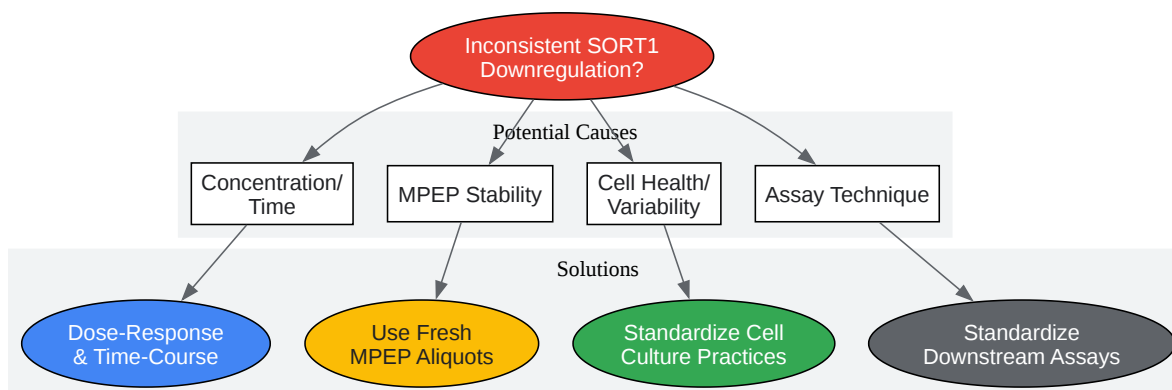 Inconsistent SORT1
Downregulation?
Potential Causes
Concentration/
Time
MPEP Stability
Cell Health/
Variability
Assay Technique
Solutions
Dose-Response
& Time-Course
Use Fresh
MPEP Aliquots
Standardize Cell
Culture Practices
Standardize
Downstream Assays